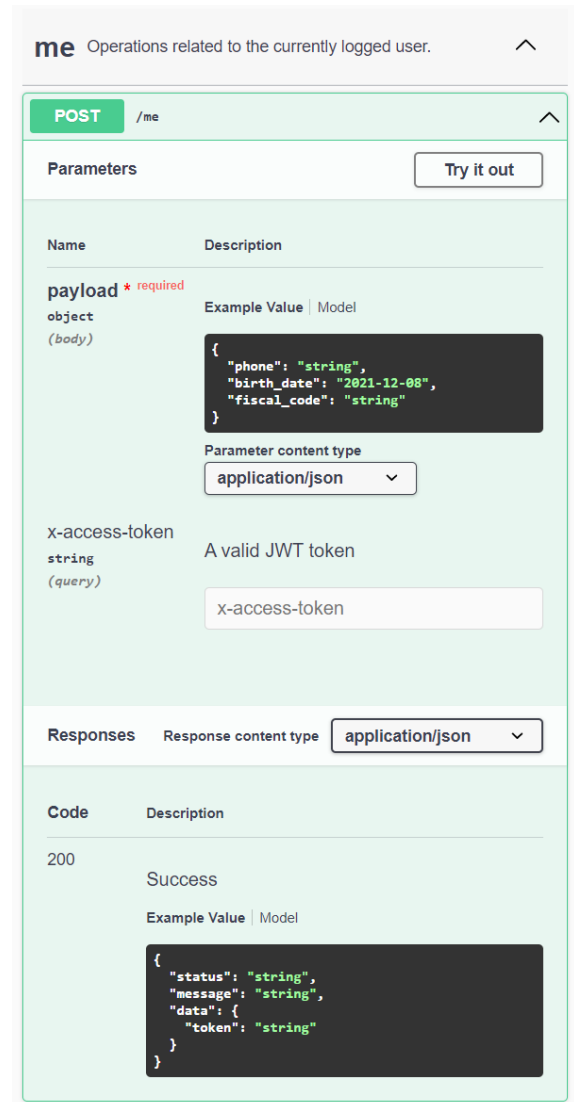 me Operations related to the currently logged user.
POST /me
Parameters Try it out
Name Description
payload * required
object
(body)
Example Value Model
{
"phone": "string",
"birth_date": "2021-12-08",
"fiscal_code": "string"
}
Parameter content type
application/json
x-access-token
string
(query)
A valid JWT token
x-access-token
Responses Response content type application/json
Code Description
200
Success
Example Value Model
{
"status": "string",
"message": "string",
"data": {
"token": "string"
}
}